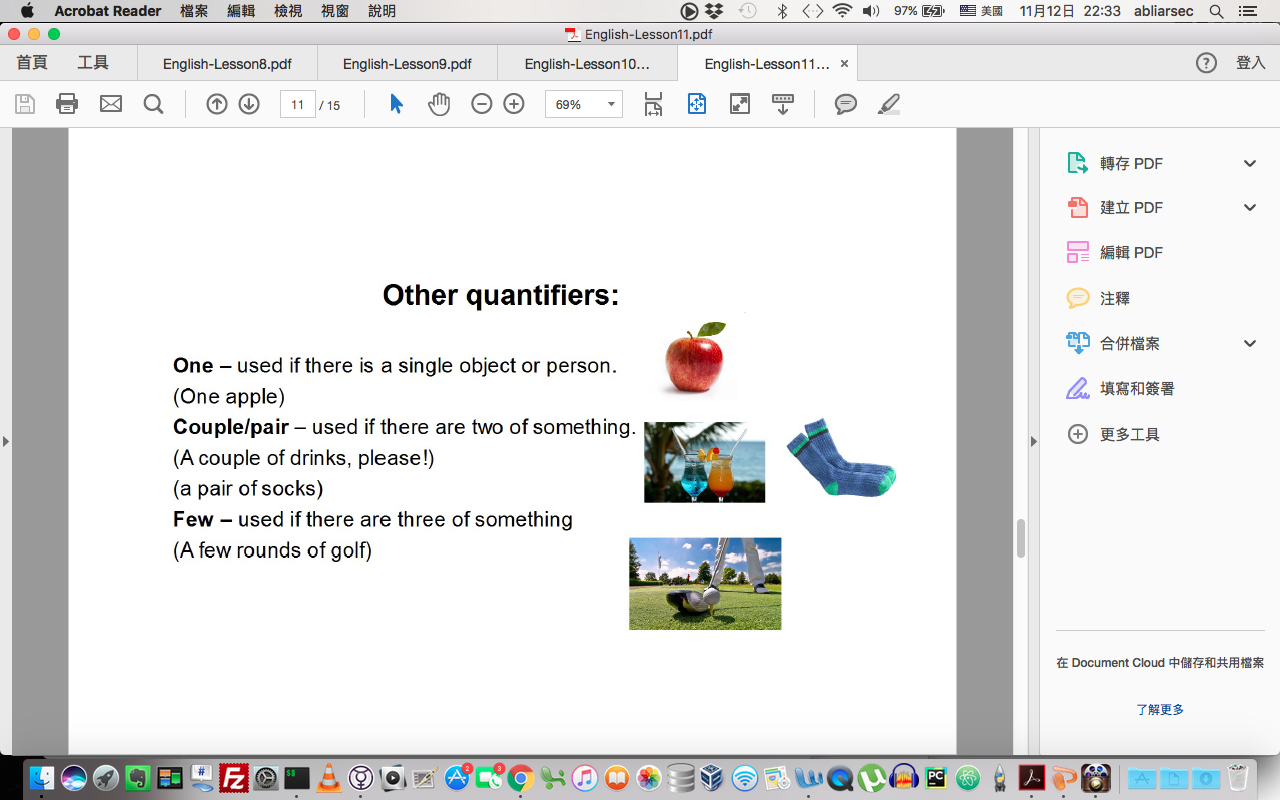 Acrobat Reader 檔案 編輯 檢視 視窗 說明 97% 美國 11月12日 22:33 abliarsec
English-Lesson11.pdf
首頁 工具 English-Lesson8.pdf English-Lesson9.pdf English-Lesson10... English-Lesson11... × ? 登入
11 / 15 69%
Other quantifiers:
One – used if there is a single object or person.
(One apple)
Couple/pair – used if there are two of something.
(A couple of drinks, please!)
(a pair of socks)
Few – used if there are three of something
(A few rounds of golf)
轉存 PDF
建立 PDF
編輯 PDF
注釋
合併檔案
填寫和簽署
更多工具
在 Document Cloud 中儲存和共用檔案
了解更多
# Fz $$ 2 3 W PC